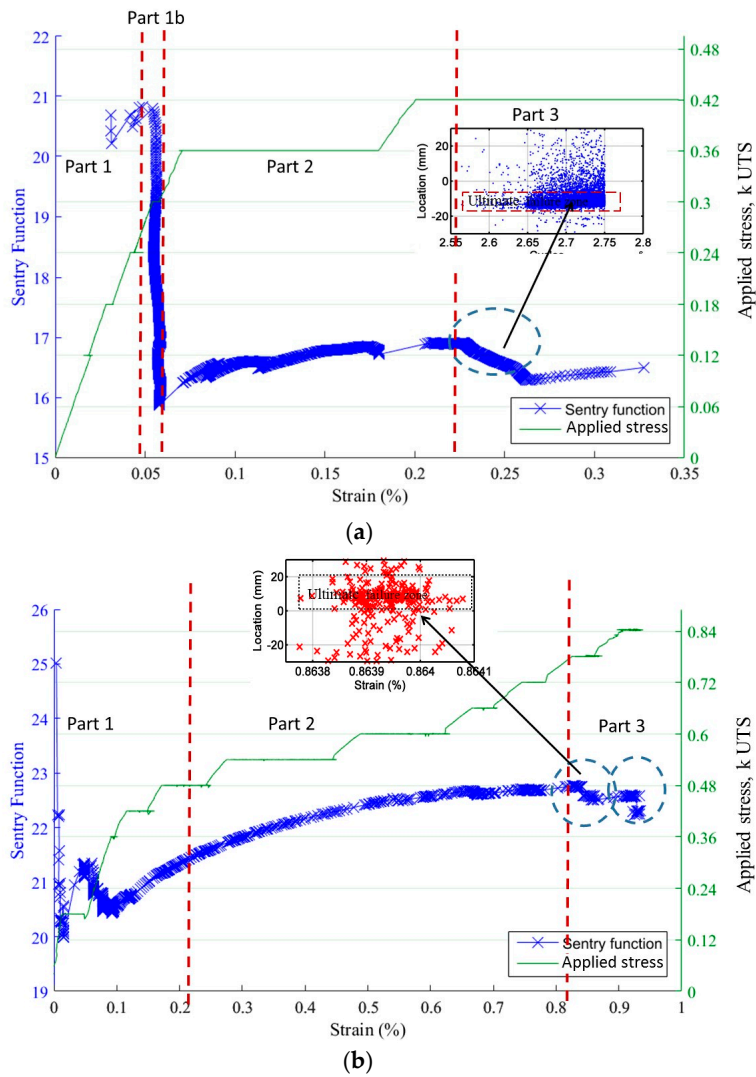 Part 1b
22
21
20
19
18
17
16
15
Sentry Function
Part 1
Part 2
Part 3
Location (mm)
20
0
-20
Ultimate failure zone
2.55
2.6
2.65
2.7
2.75
2.8
0.48
0.42
0.36
0.3
0.24
0.18
0.12
0.06
0
Applied stress, k UTS
Sentry function
Applied stress
0
0.05
0.1
0.15
0.2
0.25
0.3
0.35
Strain (%)
(a)
26
25
24
23
22
21
20
19
Sentry Function
Part 1
Part 2
Part 3
Location (mm)
20
0
-20
Ultimate failure zone
0.8638
0.8639
0.864
0.8641
Strain (%)
0.84
0.72
0.6
0.48
0.36
0.24
0.12
0
Applied stress, k UTS
Sentry function
Applied stress
0
0.1
0.2
0.3
0.4
0.5
0.6
0.7
0.8
0.9
1
Strain (%)
(b)